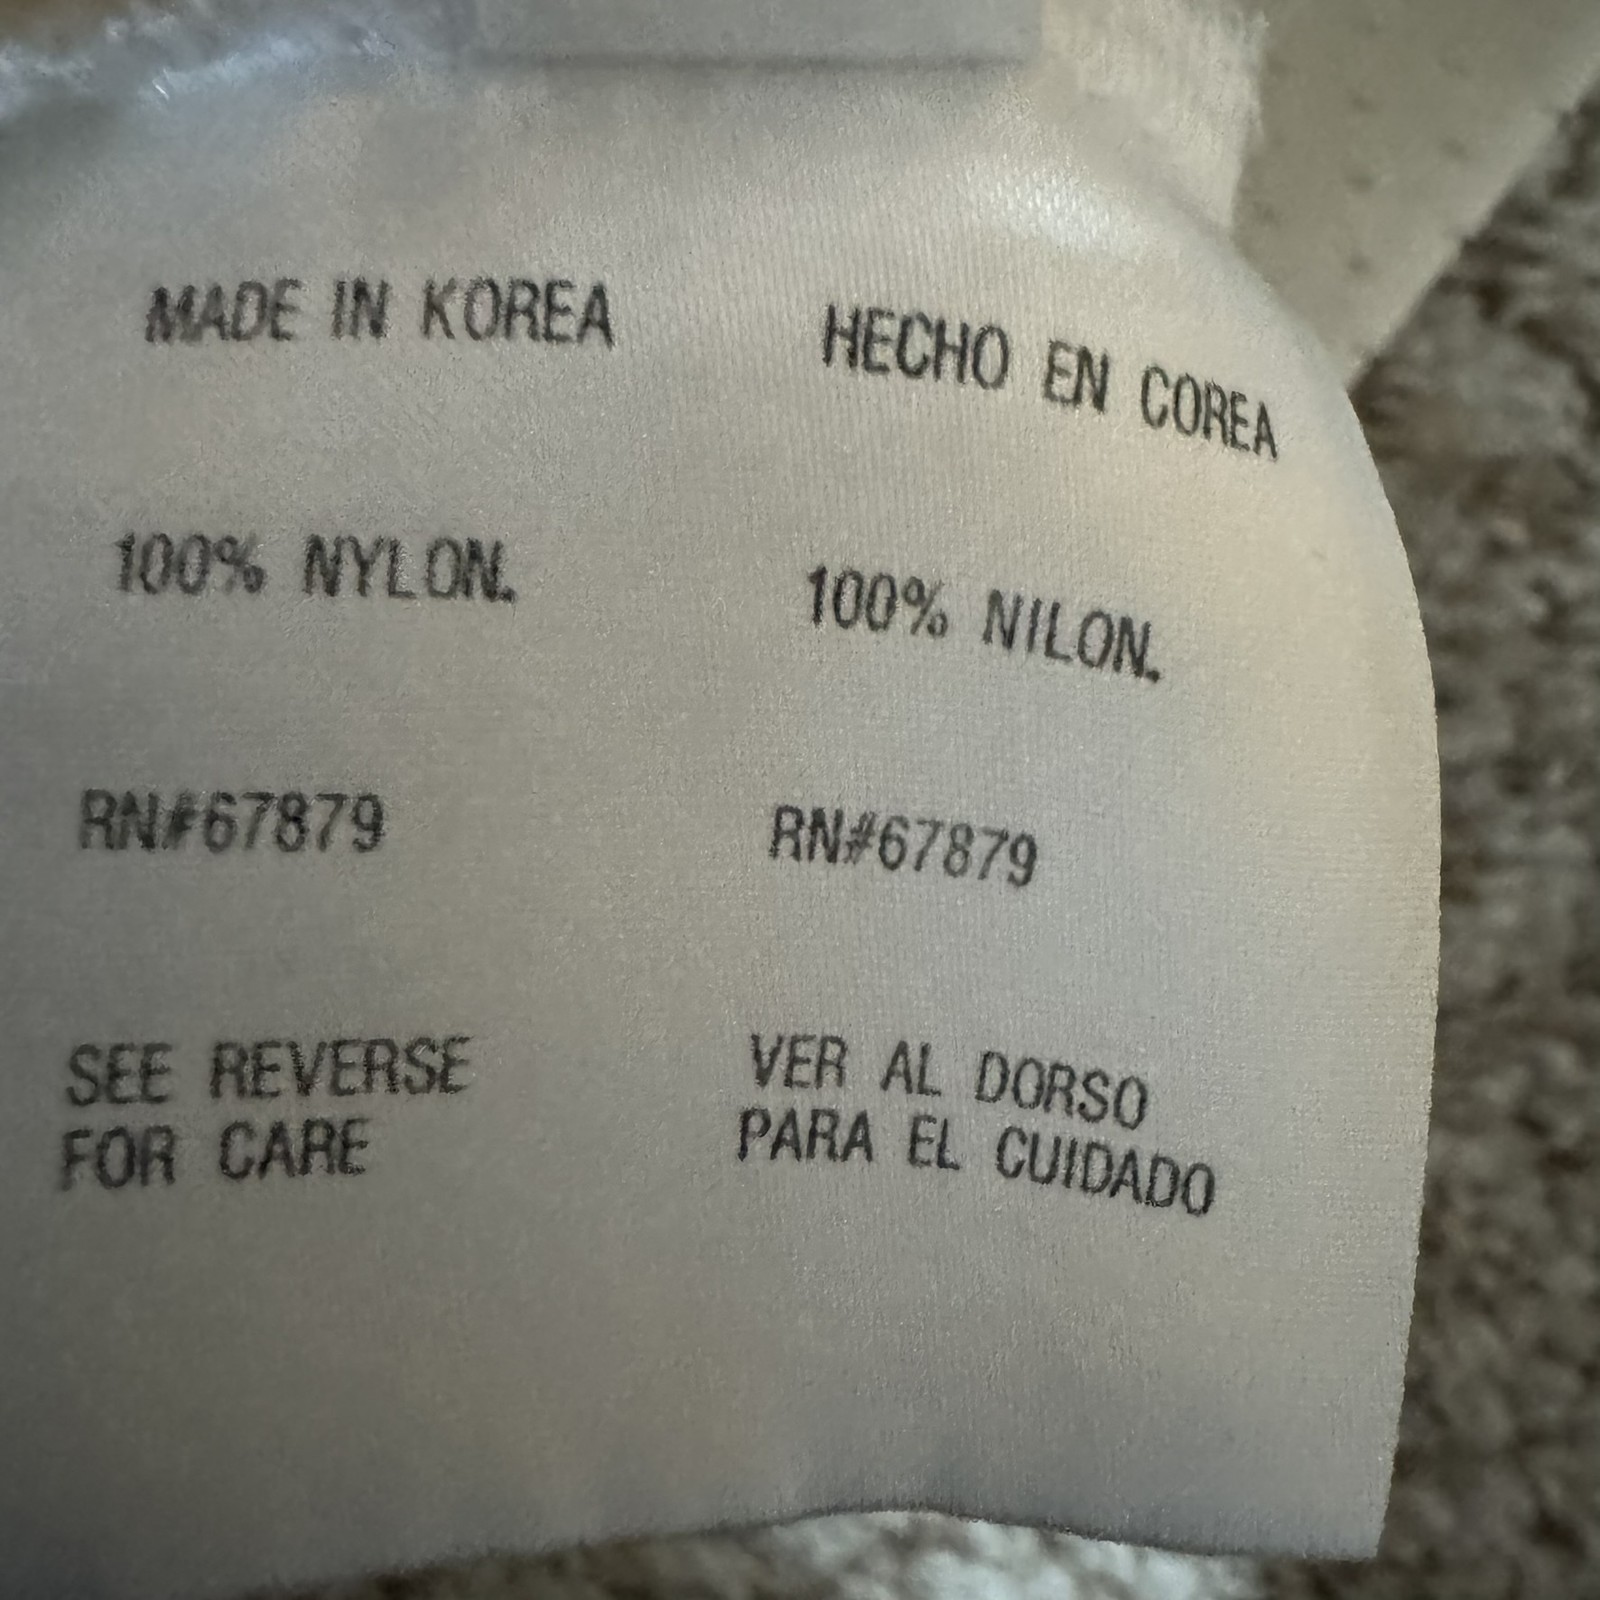 MADE IN KOREA
100% NYLON.
RN#67879
SEE REVERSE
FOR CARE
HECHO EN COREA
100% NILON.
RN#67879
VER AL DORSO
PARA EL CUIDADO